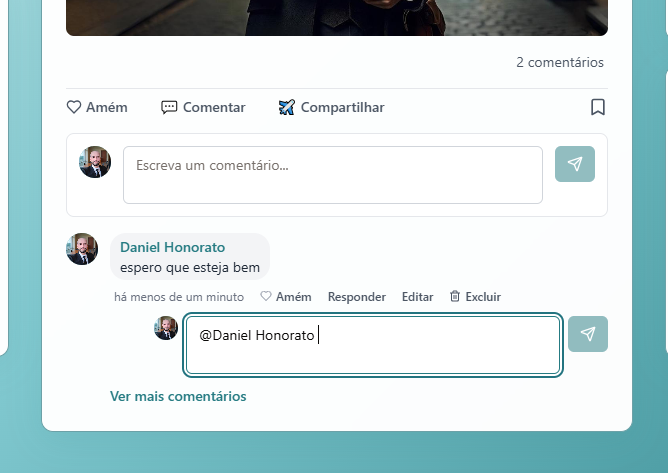 2 comentários
Amém Comentar Compartilhar
Escreva um comentário...
Daniel Honorato
espero que esteja bem
há menos de um minuto Amém Responder Editar Excluir
@Daniel Honorato
Ver mais comentários